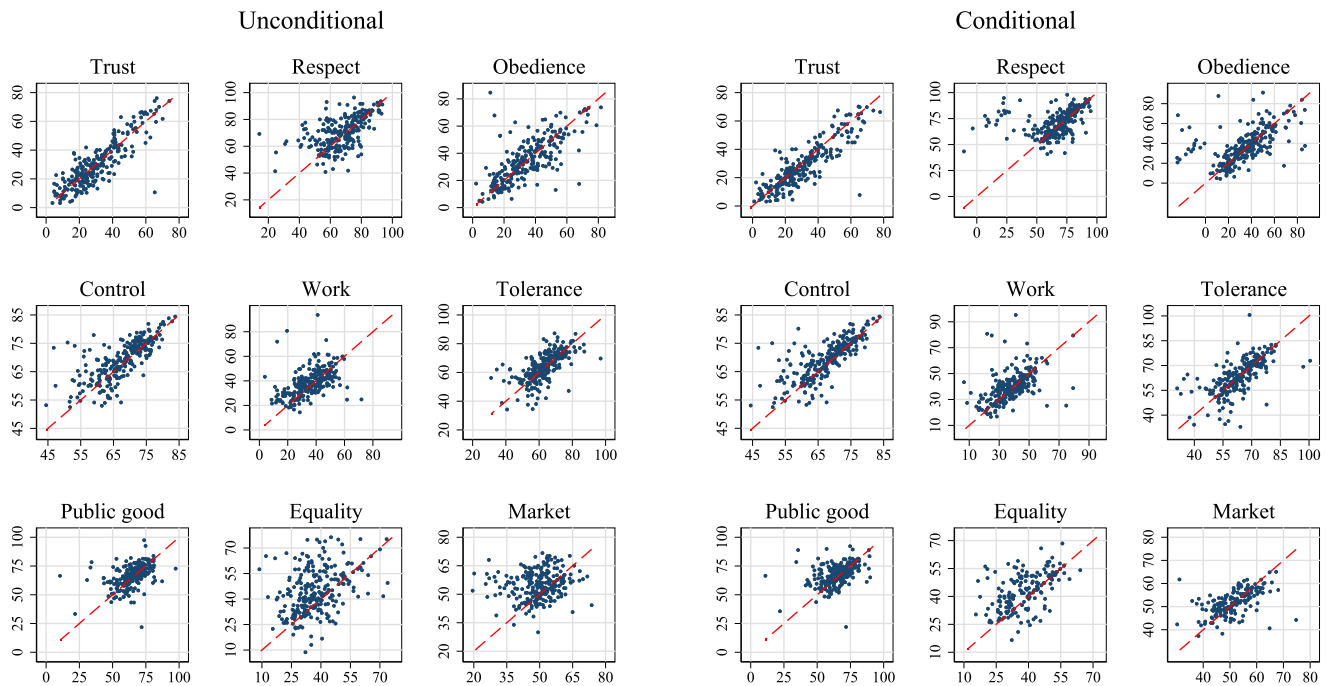 Unconditional Conditional
Trust Respect Obedience Trust Respect Obedience
80 100 80 80 100 80
60 80 60 60 75 60
40 60 40 40 50 40
20 40 20 20 25 20
0 20 0 0 0 0
0 20 40 60 80 20 40 60 80 100 0 20 40 60 80 0 20 40 60 80 0 25 50 75 100 0 20 40 60 80
Control Work Tolerance Control Work Tolerance
85 80 100 85 90 100
75 60 80 75 70 85
65 40 60 65 50 70
55 20 40 55 30 55
45 0 20 45 10 40
45 55 65 75 85 0 20 40 60 80 20 40 60 80 100 45 55 65 75 85 10 30 50 70 90 40 55 70 85 100
Public good Equality Market Public good Equality Market
100 70 80 100 70 80
75 55 65 75 55 70
50 40 50 50 40 60
25 25 35 25 25 50
0 10 20 0 10 40
0 25 50 75 100 10 25 40 55 70 20 35 50 65 80 0 25 50 75 100 10 25 40 55 70 40 50 60 70 80